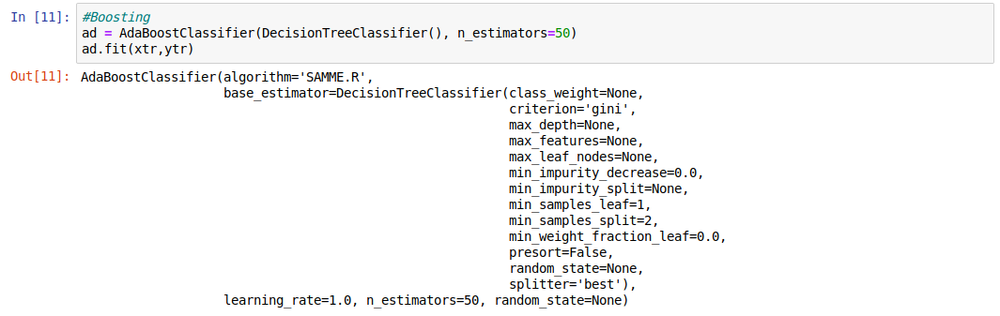 In [11]: #Boosting
ad = AdaBoostClassifier(DecisionTreeClassifier(), n_estimators=50)
ad.fit(xtr,ytr)
Out[11]: AdaBoostClassifier(algorithm='SAMME.R',
base_estimator=DecisionTreeClassifier(class_weight=None,
criterion='gini',
max_depth=None,
max_features=None,
max_leaf_nodes=None,
min_impurity_decrease=0.0,
min_impurity_split=None,
min_samples_leaf=1,
min_samples_split=2,
min_weight_fraction_leaf=0.0,
presort=False,
random_state=None,
splitter='best'),
learning_rate=1.0, n_estimators=50, random_state=None)